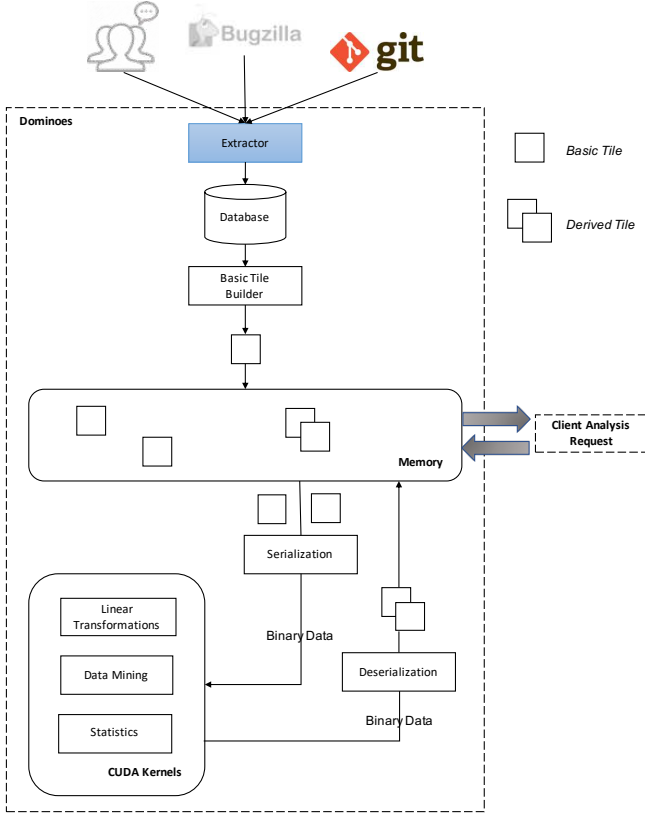 Bugzilla
git
Dominoes
Extractor
Basic Tile
Database
Derived Tile
Basic Tile
Builder
Client Analysis
Request
Memory
Serialization
Linear
Transformations
Binary Data
Data Mining
Deserialization
Statistics
Binary Data
CUDA Kernels